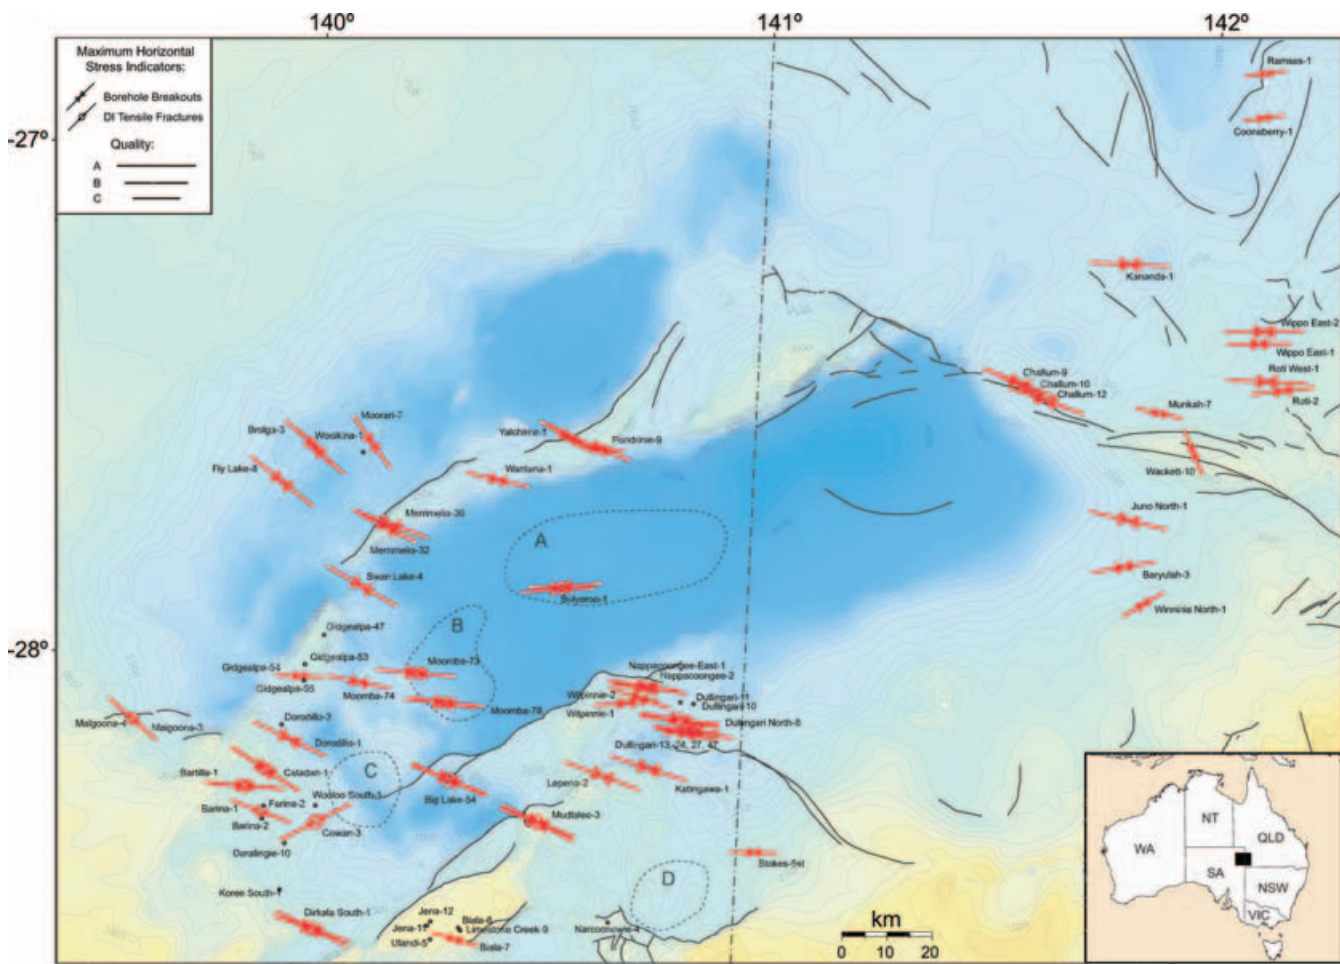 140º
141º
142º
Maximum Horizontal
Stress Indicators:
Borehole Breakouts
DI Tensile Fractures
Quality:
A
B
C
-27º
-28º
Ramses-1
Coonaberry-1
Kananda-1
Wippo East-2
Wippo East-1
Roti West-1
Roti-2
Challum-9
Challum-10
Challum-12
Munkah-7
Wackett-10
Juno North-1
Baryulah-3
Winninia North-1
Moorari-7
Brolga-3
Wooikina-1
Fly Lake-8
Yalchirrie-1
Pondrinie-9
Wantana-1
Merrimelia-30
Merrimelia-32
Swan Lake-4
A
Bulyeroo-1
B
Gidgealpa-47
Gidgealpa-53
Gidgealpa-54
Gidgealpa-55
Moomba-73
Moomba-74
Moomba-78
Nappacoongee-East-1
Nappacoongee-2
Wilpinnie-2
Wilpinnie-1
Dullingari-11
Dullingari-10
Dullingari North-8
Dullingari-13, 24, 27, 47
Malgoona-4
Malgoona-3
Dorodillo-3
Dorodillo-1
Caladan-1
Bartilla-1
C
Wooloo South-1
Farina-2
Barina-1
Barina-2
Cowan-3
Daralingie-10
Big Lake-54
Lepena-2
Katingawa-1
Mudlalee-3
Stokes-5st
D
Koree South-1
Dirkala South-1
Jena-12
Jena-11
Ulandi-5
Biala-6
Limestone Creek-9
Biala-7
Narcoonowie-4
km
0 10 20
WA
NT
QLD
SA
NSW
VIC